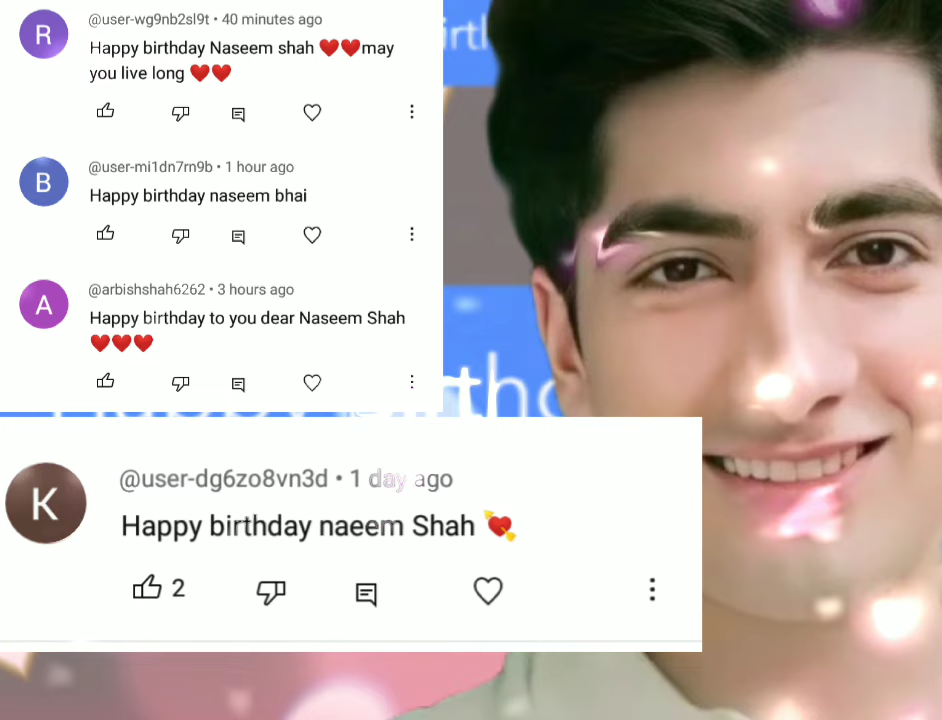 R
@user-wg9nb2sl9t • 40 minutes ago
Happy birthday Naseem shah ❤️❤️may
you live long ❤️❤️
B
@user-mi1dn7rn9b • 1 hour ago
Happy birthday naseem bhai
A
@arbishshah6262 • 3 hours ago
Happy birthday to you dear Naseem Shah
❤️❤️❤️
K
@user-dg6zo8vn3d • 1 day ago
Happy birthday naeem Shah 💘
2